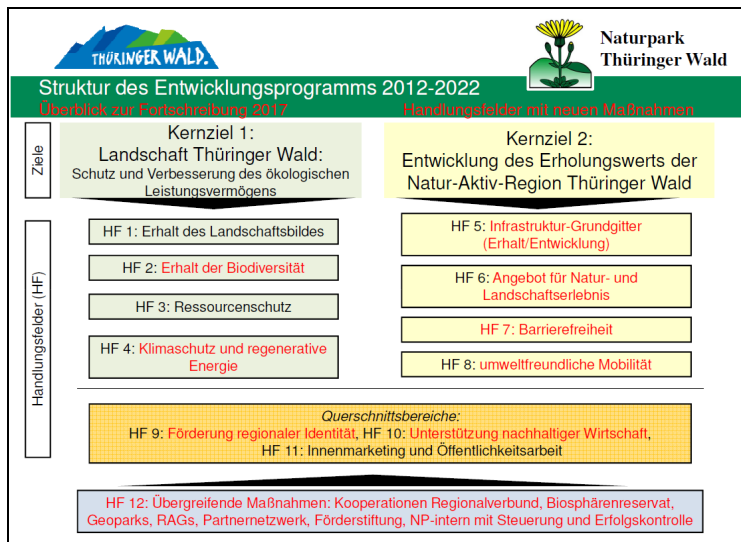 THÜRINGER WALD.
Naturpark
Thüringer Wald
Struktur des Entwicklungsprogramms 2012-2022
Überblick zur Fortschreibung 2017
Handlungsfelder mit neuen Maßnahmen
Ziele
Kernziel 1:
Landschaft Thüringer Wald:
Schutz und Verbesserung des ökologischen
Leistungsvermögens
Kernziel 2:
Entwicklung des Erholungswerts der
Natur-Aktiv-Region Thüringer Wald
Handlungsfelder (HF)
HF 1: Erhalt des Landschaftsbildes
HF 2: Erhalt der Biodiversität
HF 3: Ressourcenschutz
HF 4: Klimaschutz und regenerative
Energie
HF 5: Infrastruktur-Grundgitter
(Erhalt/Entwicklung)
HF 6: Angebot für Natur- und
Landschaftserlebnis
HF 7: Barrierefreiheit
HF 8: umweltfreundliche Mobilität
Querschnittsbereiche:
HF 9: Förderung regionaler Identität, HF 10: Unterstützung nachhaltiger Wirtschaft,
HF 11: Innenmarketing und Öffentlichkeitsarbeit
HF 12: Übergreifende Maßnahmen: Kooperationen Regionalverbund, Biosphärenreservat,
Geoparks, RAGs, Partnernetzwerk, Förderstiftung, NP-intern mit Steuerung und Erfolgskontrolle